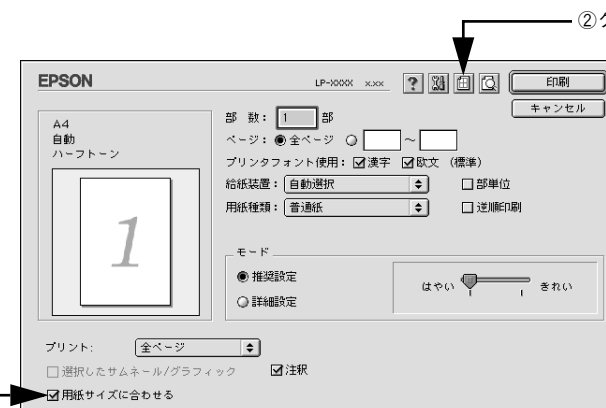 ②ク
EPSON LP-XXXX x.xx ? 印刷
キャンセル
A4
自動
ハーフトーン
1
部 数: 1 部
ページ: 全ページ ~
プリンタフォント使用: 漢字 欧文 (標準)
給紙装置: 自動選択 部単位
用紙種類: 普通紙 逆順印刷
モード
推奨設定
詳細設定
はやい きれい
プリント: 全ページ
選択したサムネール/グラフィック 注釈
用紙サイズに合わせる